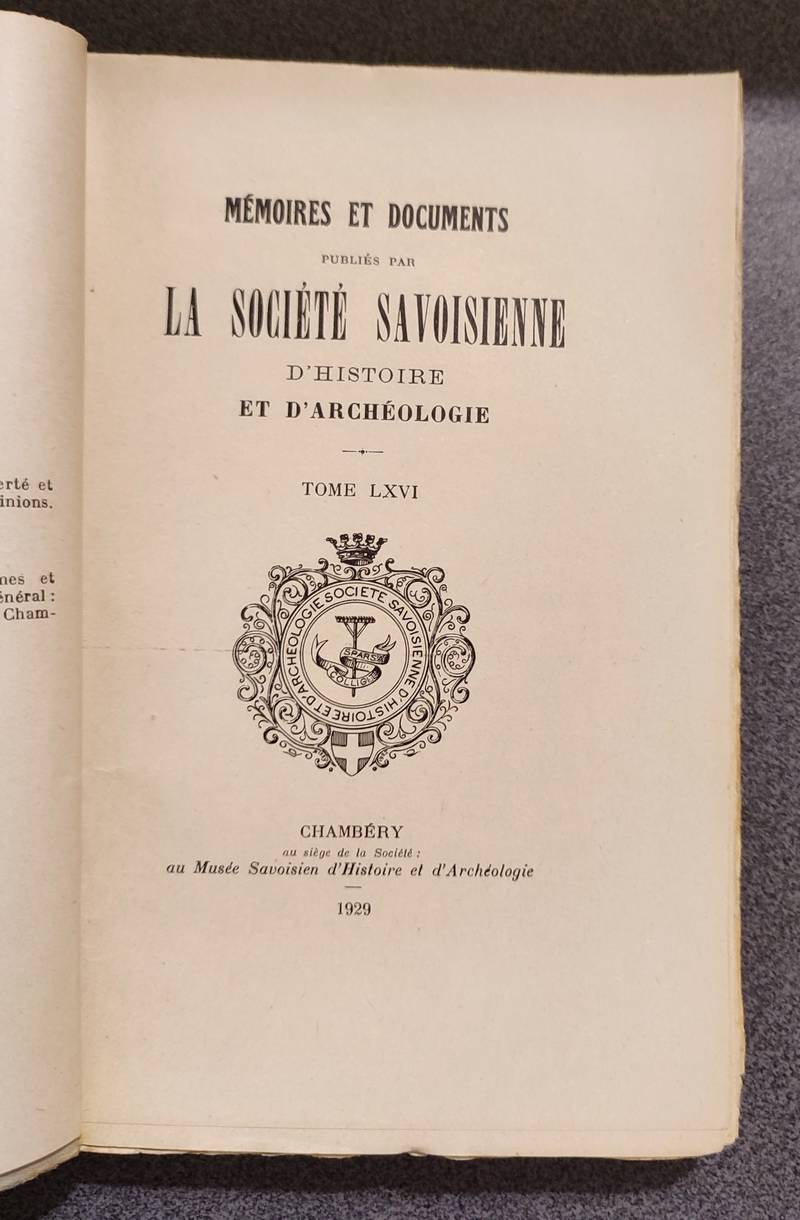 erté et
inions.
nes et
énéral :
Cham-
MÉMOIRES ET DOCUMENTS
PUBLIÉS PAR
LA SOCIÉTÉ SAVOISIENNE
D'HISTOIRE
ET D'ARCHÉOLOGIE
TOME LXVI
SOCIETE SAVOISIENNE D'HISTOIRE ET D'ARCHEOLOGIE
SPARSA
COLLIGO
CHAMBÉRY
au siège de la Société :
au Musée Savoisien d'Histoire et d'Archéologie
1929